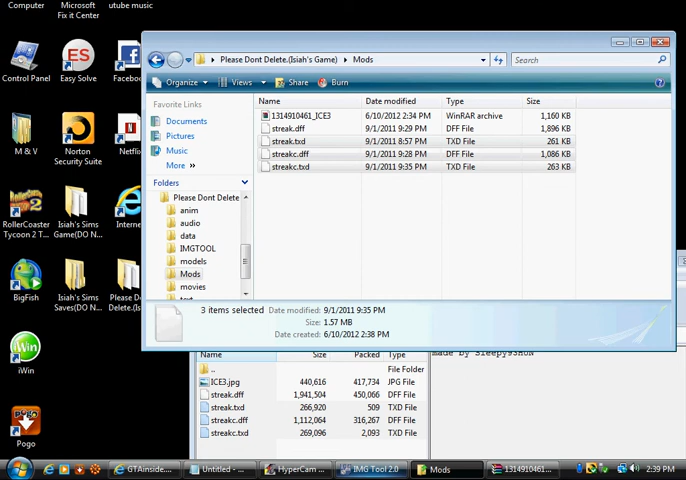 Computer
Microsoft
Fix it Center
utube music
Control Panel
Easy Solve
Faceboo
M & V
Norton
Security Suite
Netfli
RollerCoaster
Tycoon 2 T...
Isiah's Sims
Game(DO N...
Internet
BigFish
Isiah's Sims
Saves(DO N...
Please Don
Delete.(Isi
iWin
Pogo
Please Dont Delete.(Isiah's Game)
Mods
Search
Organize
Views
Share
Burn
Favorite Links
Documents
Pictures
Music
More »
Folders
Please Dont Delete
anim
audio
data
IMGTOOL
models
Mods
movies
Name Date modified Type Size
1314910461_ICE3 6/10/2012 2:34 PM WinRAR archive 1,160 KB
streak.dff 9/1/2011 9:29 PM DFF File 1,896 KB
streak.txd 9/1/2011 8:57 PM TXD File 261 KB
streakc.dff 9/1/2011 9:28 PM DFF File 1,086 KB
streakc.txd 9/1/2011 9:35 PM TXD File 263 KB
3 items selected Date modified: 9/1/2011 9:35 PM
Size: 1.57 MB
Date created: 6/10/2012 2:38 PM
made by Sleepy93HUN
Name Size Packed Type
.. File Folder
ICE3.jpg 440,616 417,734 JPG File
streak.dff 1,941,504 450,066 DFF File
streak.txd 266,920 509 TXD File
streakc.dff 1,112,064 316,267 DFF File
streakc.txd 269,096 2,093 TXD File
GTAinside....
Untitled - ...
HyperCam ...
IMG Tool 2.0
Mods
1314910461...
2:39 PM